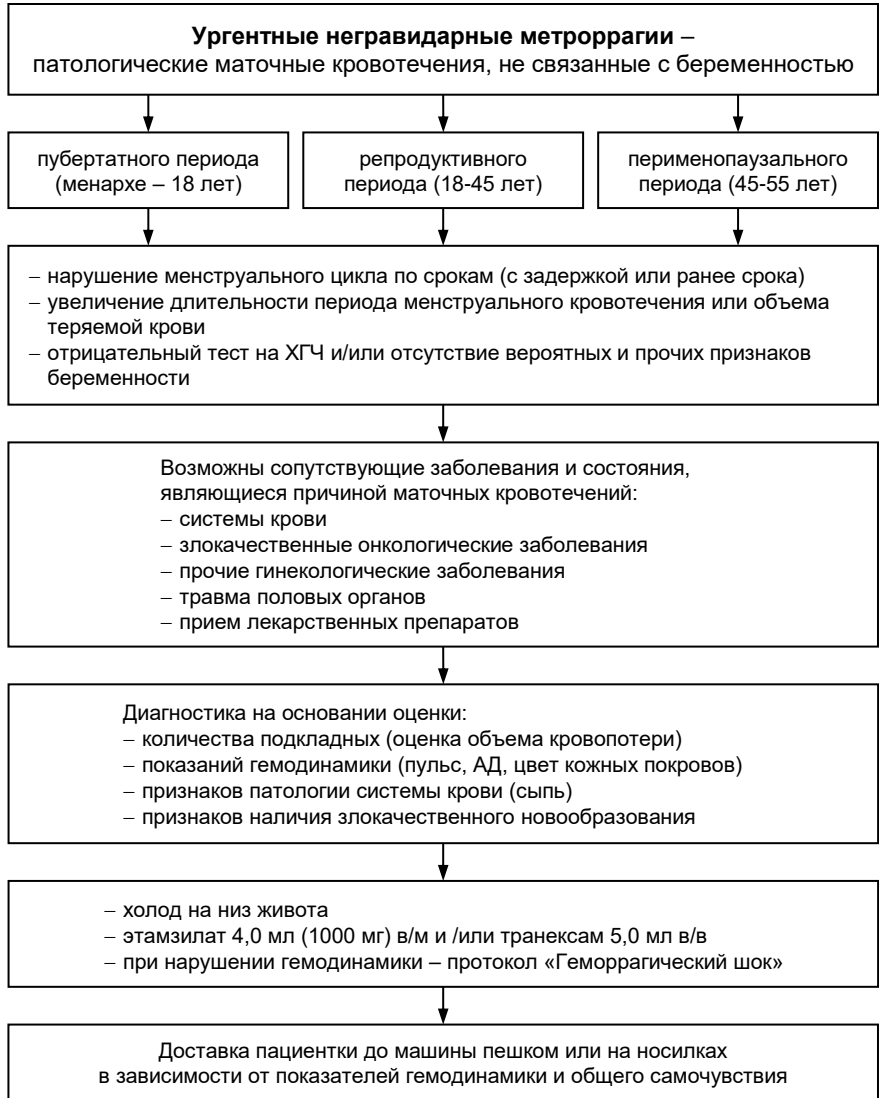 Ургентные негравидарные метроррагии –
патологические маточные кровотечения, не связанные с беременностью
пубертатного периода
(менархе – 18 лет)
репродуктивного
периода (18-45 лет)
перименопаузального
периода (45-55 лет)
– нарушение менструального цикла по срокам (с задержкой или ранее срока)
– увеличение длительности периода менструального кровотечения или объема
теряемой крови
– отрицательный тест на ХГЧ и/или отсутствие вероятных и прочих признаков
беременности
Возможны сопутствующие заболевания и состояния,
являющиеся причиной маточных кровотечений:
– системы крови
– злокачественные онкологические заболевания
– прочие гинекологические заболевания
– травма половых органов
– прием лекарственных препаратов
Диагностика на основании оценки:
– количества подкладных (оценка объема кровопотери)
– показаний гемодинамики (пульс, АД, цвет кожных покровов)
– признаков патологии системы крови (сыпь)
– признаков наличия злокачественного новообразования
– холод на низ живота
– этамзилат 4,0 мл (1000 мг) в/м и /или транексам 5,0 мл в/в
– при нарушении гемодинамики – протокол «Геморрагический шок»
Доставка пациентки до машины пешком или на носилках
в зависимости от показателей гемодинамики и общего самочувствия